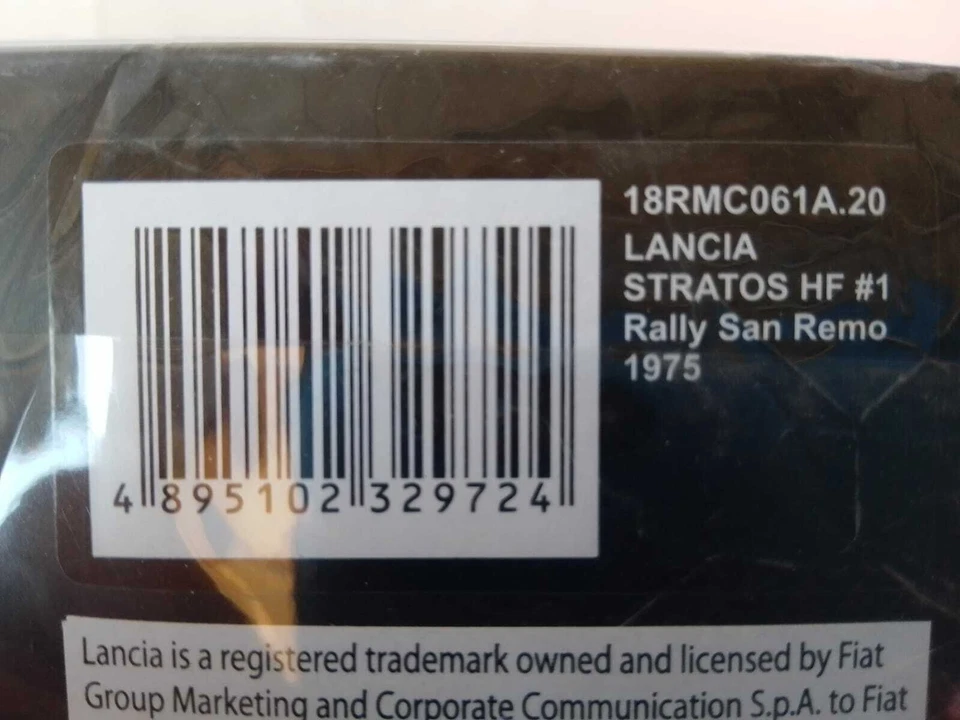 18RMC061A.20
LANCIA
STRATOS HF #1
Rally San Remo
1975
4 895102 329724
Lancia is a registered trademark owned and licensed by Fiat
Group Marketing and Corporate Communication S.p.A. to Fiat